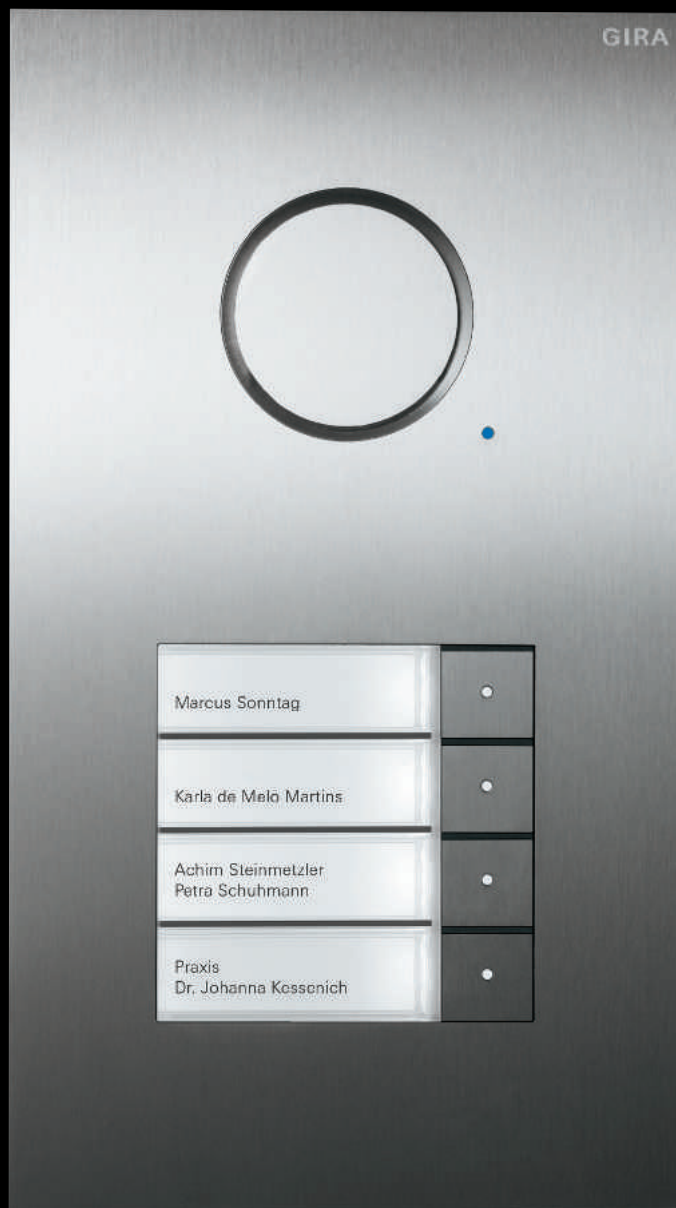 GIRA
Marcus Sonntag
Karla de Melo Martins
Achim Steinmetzler
Petra Schuhmann
Praxis
Dr. Johanna Kessenich